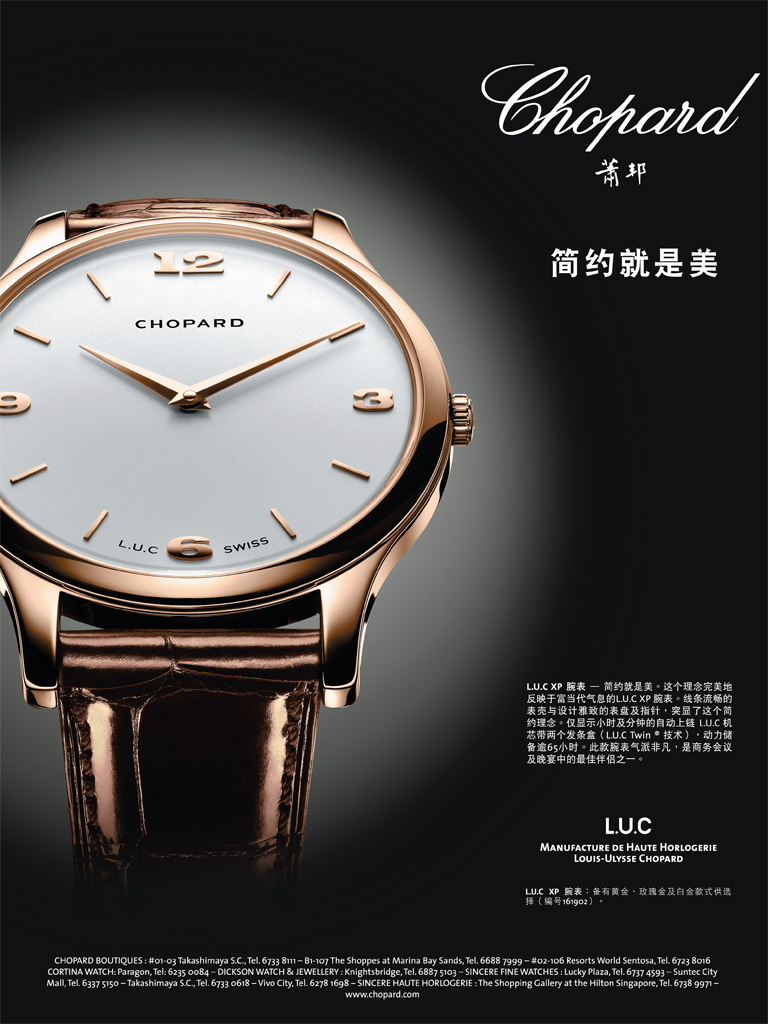 Chopard
萧邦
简约就是美
12
CHOPARD
9
3
6
L.U.C
SWISS
L.U.C XP 腕表 — 简约就是美。这个理念完美地
反映于富当代气息的L.U.C XP 腕表。线条流畅的
表壳与设计雅致的表盘及指针，突显了这个简
约理念。仅显示小时及分钟的自动上链 L.U.C 机
芯带两个发条盒（L.U.C Twin ® 技术），动力储
备逾65小时。此款腕表气派非凡，是商务会议
及晚宴中的最佳伴侣之一。
L.U.C
MANUFACTURE DE HAUTE HORLOGERIE
LOUIS-ULYSSE CHOPARD
L.U.C XP 腕表：备有黄金、玫瑰金及白金款式供选
择（编号161902）。
CHOPARD BOUTIQUES : #01-03 Takashimaya S.C., Tel. 6733 8111 – B1-107 The Shoppes at Marina Bay Sands, Tel. 6688 7999 – #02-106 Resorts World Sentosa, Tel. 6723 8016
CORTINA WATCH: Paragon, Tel: 6235 0084 – DICKSON WATCH & JEWELLERY : Knightsbridge, Tel. 6887 5103 – SINCERE FINE WATCHES : Lucky Plaza, Tel. 6737 4593 – Suntec City
Mall, Tel. 6337 5150 – Takashimaya S.C., Tel. 6733 0618 – Vivo City, Tel. 6278 1698 – SINCERE HAUTE HORLOGERIE : The Shopping Gallery at the Hilton Singapore, Tel. 6738 9971 –
www.chopard.com